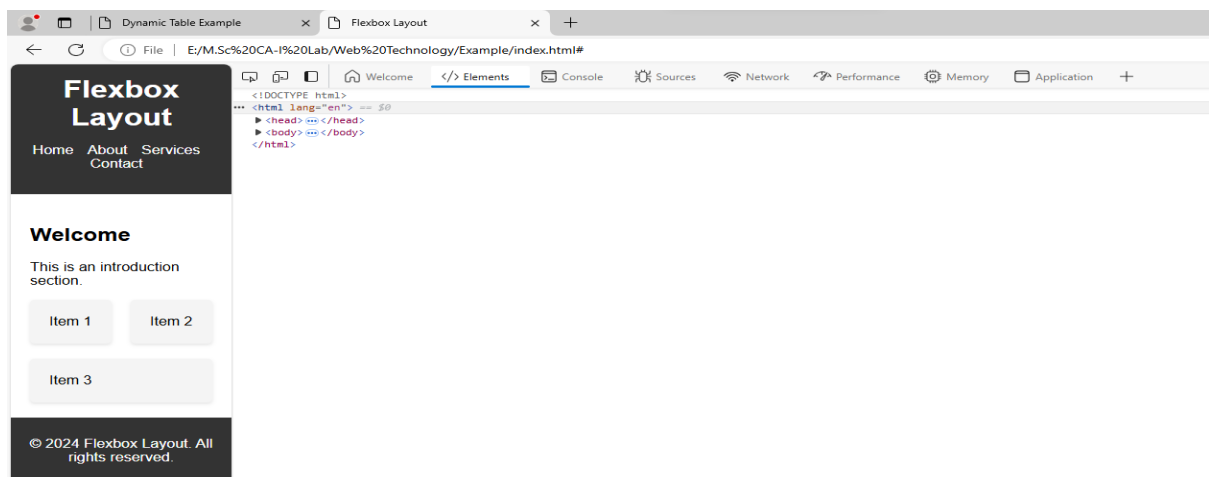 Dynamic Table Example
Flexbox Layout
File | E:/M.Sc%20CA-I%20Lab/Web%20Technology/Example/index.html#
Welcome
Elements
Console
Sources
Network
Performance
Memory
Application
<!DOCTYPE html>
<html lang="en"> == $0
<head> </head>
<body> </body>
</html>
Flexbox
Layout
Home About Services
Contact
Welcome
This is an introduction
section.
Item 1 Item 2
Item 3
© 2024 Flexbox Layout. All
rights reserved.